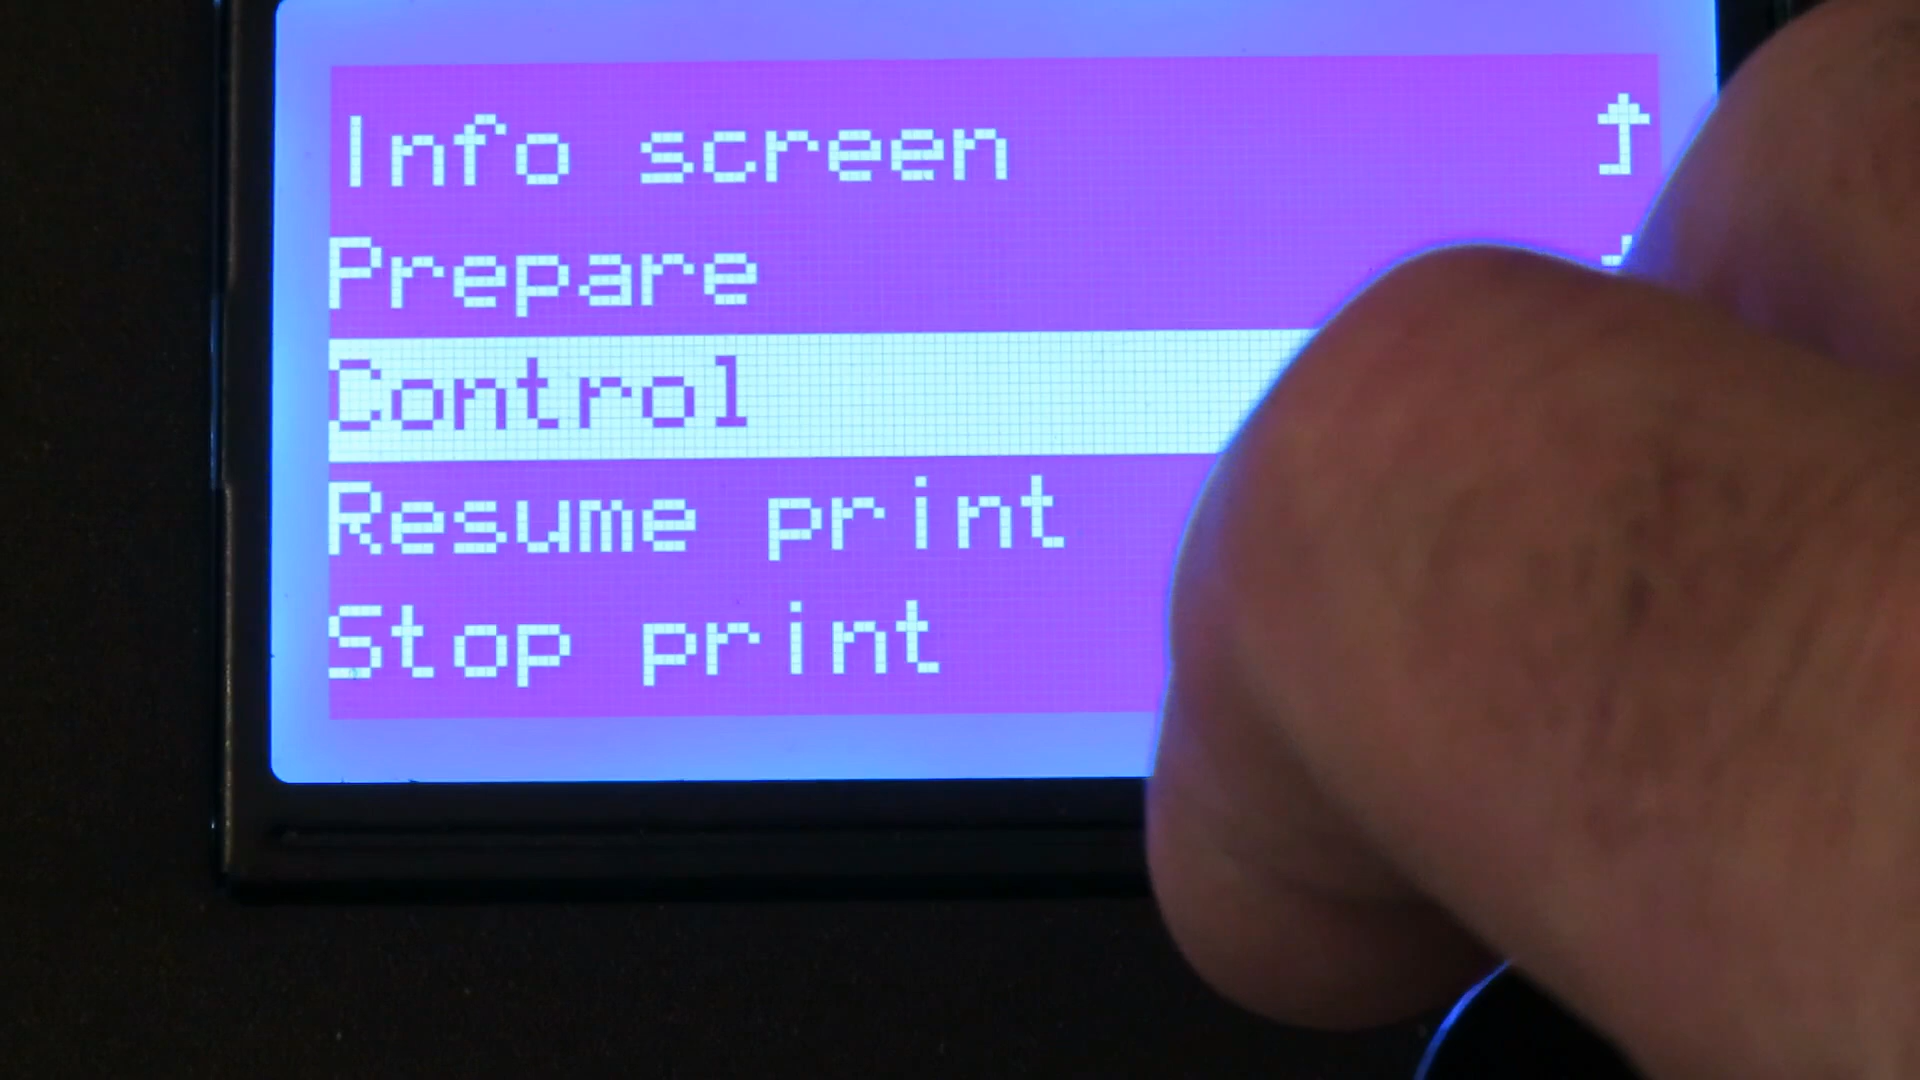 Info screen
Prepare
Control
Resume print
Stop print